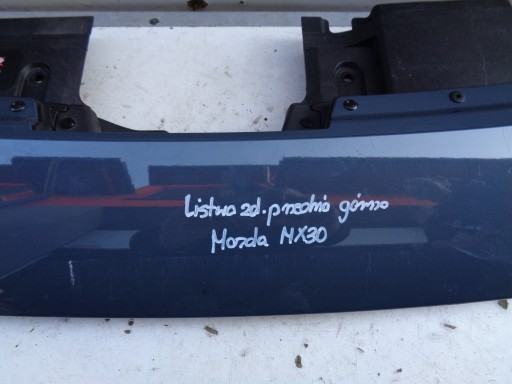 Listwa zd. przednia górna
Mazda MX30